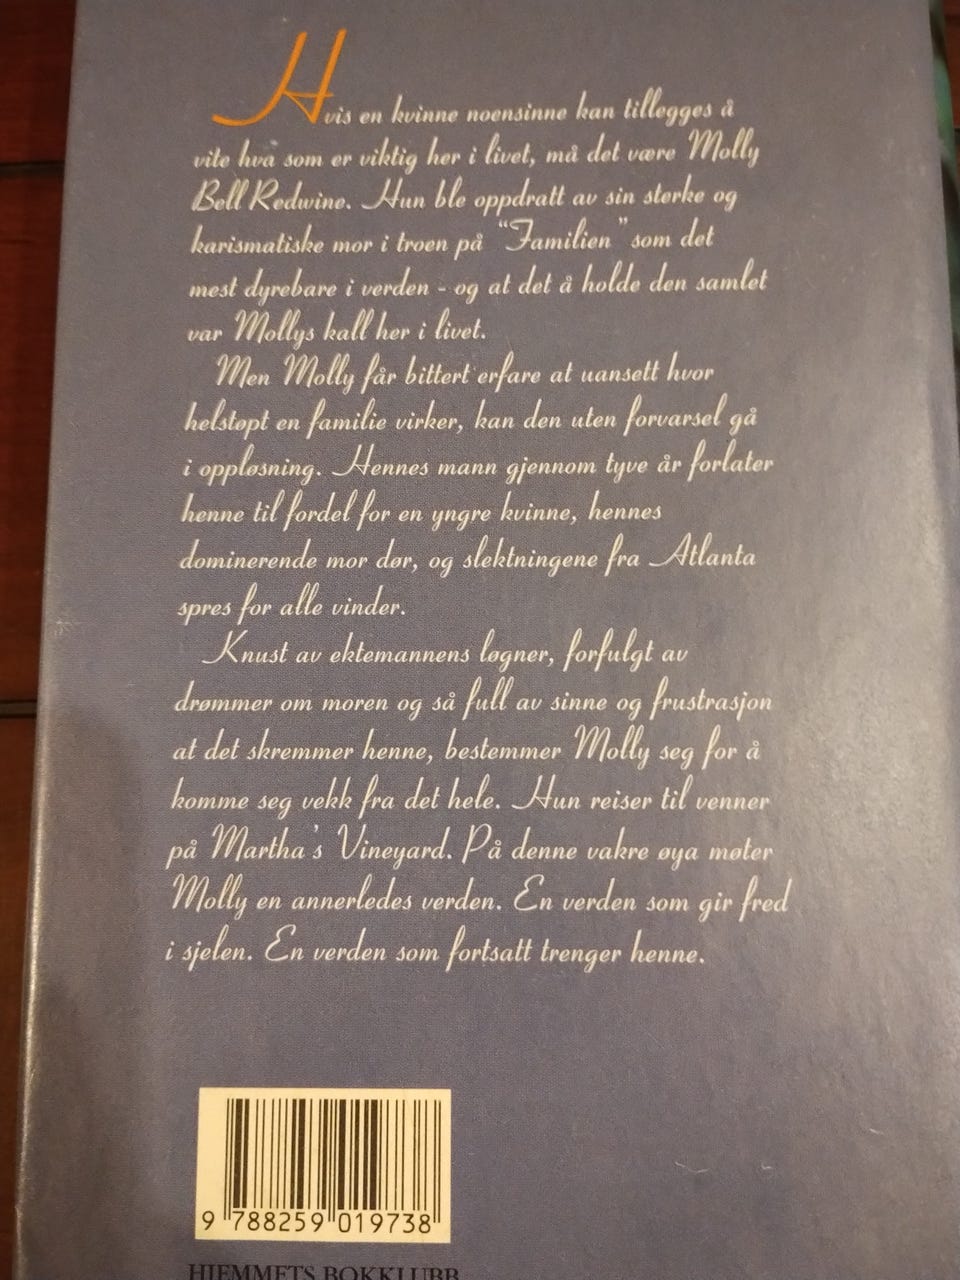 Hvis en kvinne noensinne kan tillegges å
vite hva som er viktig her i livet, må det være Molly
Bell Redwine. Hun ble oppdratt av sin sterke og
karismatiske mor i troen på "Familien" som det
mest dyrebare i verden - og at det å holde den samlet
var Mollys kall her i livet.
Men Molly får bittert erfare at uansett hvor
helstøpt en familie virker, kan den uten forvarsel gå
i oppløsning. Hennes mann gjennom tyve år forlater
henne til fordel for en yngre kvinne, hennes
dominerende mor dør, og slektningene fra Atlanta
spres for alle vinder.
Knust av ektemannens løgner, forfulgt av
drømmer om moren og så full av sinne og frustrasjon
at det skremmer henne, bestemmer Molly seg for å
komme seg vekk fra det hele. Hun reiser til venner
på Martha's Vineyard. På denne vakre øya møter
Molly en annerledes verden. En verden som gir fred
i sjelen. En verden som fortsatt trenger henne.
9 788259 019738
HJEMMETS BOKKLUBB